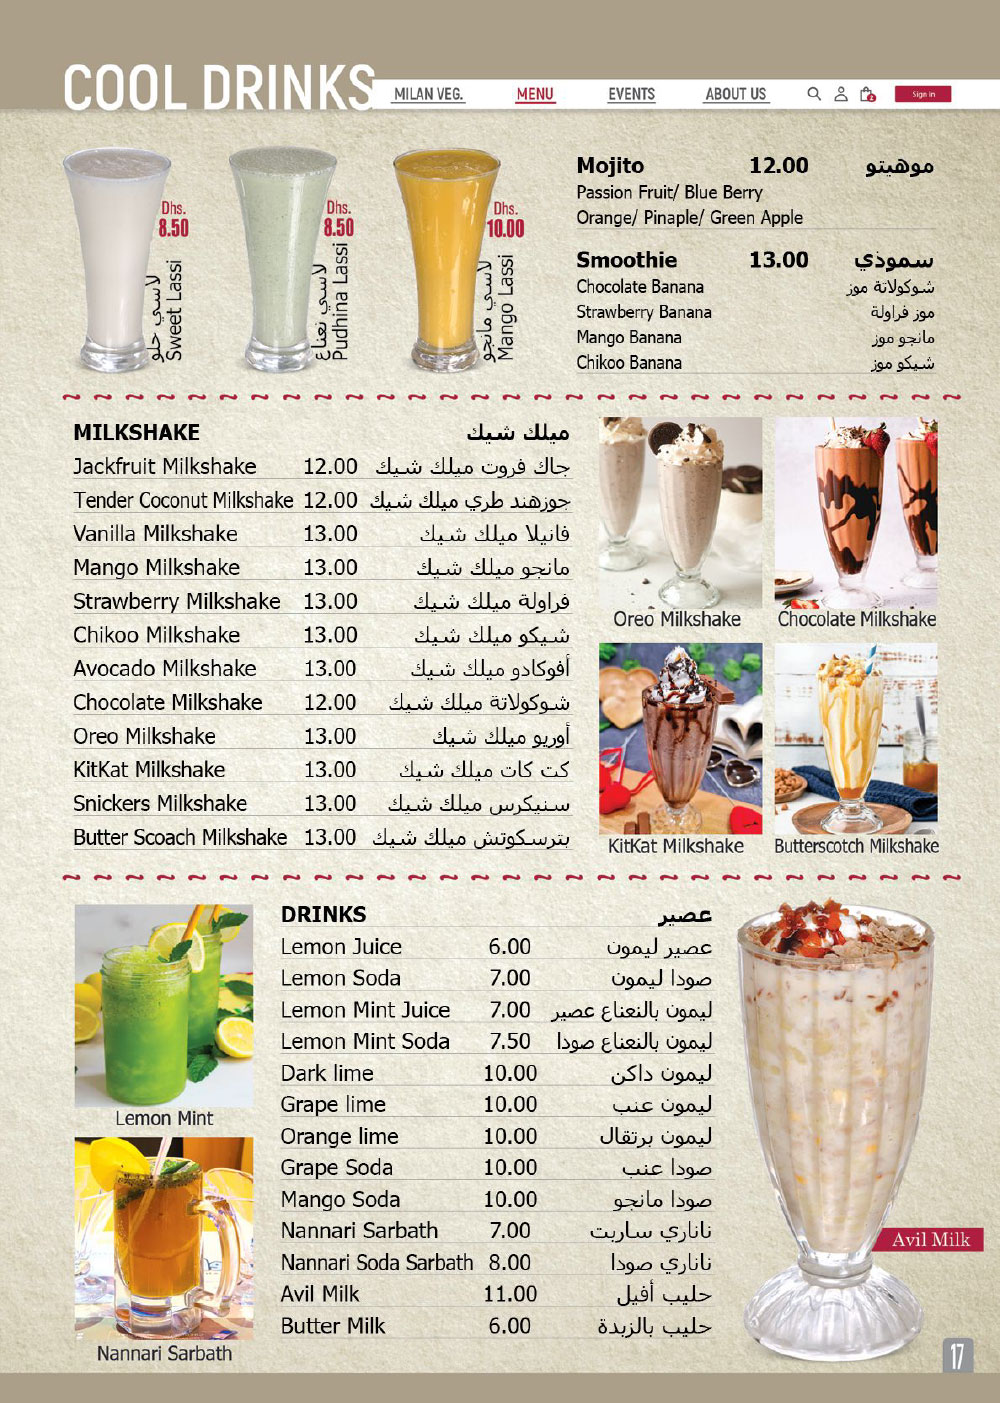 COOL DRINKS
MILAN VEG. MENU EVENTS ABOUT US Sign in
Dhs.
8.50
لاسي حلو
Sweet Lassi
Dhs.
8.50
لاسي نعناع
Pudhina Lassi
Dhs.
10.00
لاسي مانجو
Mango Lassi
Mojito 12.00 موهيتو
Passion Fruit/ Blue Berry
Orange/ Pinaple/ Green Apple
Smoothie 13.00 سموذي
Chocolate Banana شوكولاتة موز
Strawberry Banana موز فراولة
Mango Banana مانجو موز
Chikoo Banana شيكو موز
MILKSHAKE ميلك شيك
Jackfruit Milkshake 12.00 جاك فروت ميلك شيك
Tender Coconut Milkshake 12.00 جوزهند طري ميلك شيك
Vanilla Milkshake 13.00 فانيلا ميلك شيك
Mango Milkshake 13.00 مانجو ميلك شيك
Strawberry Milkshake 13.00 فراولة ميلك شيك
Chikoo Milkshake 13.00 شيكو ميلك شيك
Avocado Milkshake 13.00 أفوكادو ميلك شيك
Chocolate Milkshake 12.00 شوكولاتة ميلك شيك
Oreo Milkshake 13.00 أوريو ميلك شيك
KitKat Milkshake 13.00 كت كات ميلك شيك
Snickers Milkshake 13.00 سنيكرس ميلك شيك
Butter Scoach Milkshake 13.00 بترسكوتش ميلك شيك
Oreo Milkshake
Chocolate Milkshake
KitKat Milkshake
Butterscotch Milkshake
Lemon Mint
Nannari Sarbath
DRINKS عصير
Lemon Juice 6.00 عصير ليمون
Lemon Soda 7.00 صودا ليمون
Lemon Mint Juice 7.00 ليمون بالنعناع عصير
Lemon Mint Soda 7.50 ليمون بالنعناع صودا
Dark lime 10.00 ليمون داكن
Grape lime 10.00 ليمون عنب
Orange lime 10.00 ليمون برتقال
Grape Soda 10.00 صودا عنب
Mango Soda 10.00 صودا مانجو
Nannari Sarbath 7.00 ناناري ساربت
Nannari Soda Sarbath 8.00 ناناري صودا
Avil Milk 11.00 حليب أفيل
Butter Milk 6.00 حليب بالزبدة
Avil Milk
17